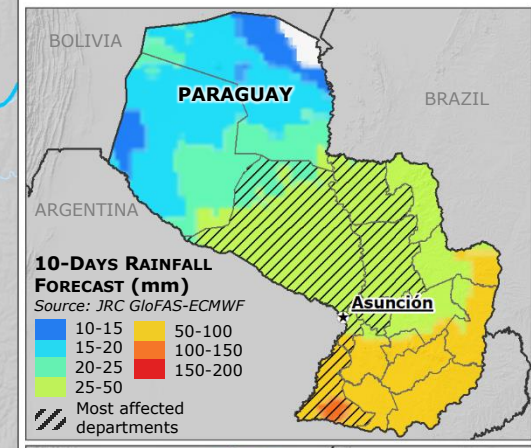 BOLIVIA
PARAGUAY
BRAZIL
ARGENTINA
10-DAYS RAINFALL
FORECAST (mm)
Source: JRC GloFAS-ECMWF
Asunción
10-15
15-20
20-25
25-50
50-100
100-150
150-200
Most affected
departments